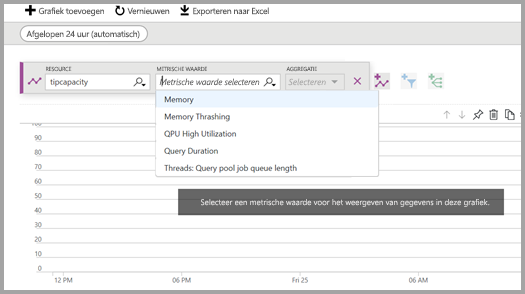 Grafiek toevoegen Vernieuwen Exporteren naar Excel
Afgelopen 24 uur (automatisch)
RESOURCE METRISCHE WAARDE AGGREGATIE
tipcapacity Metrische waarde selecteren Selecteren
Memory
Memory Thrashing
QPU High Utilization
Query Duration
Threads: Query pool job queue length
100
90
80
70
60
50
40
30
20
10
0
Selecteer een metrische waarde voor het weergeven van gegevens in deze grafiek.
12 PM 06 PM Fri 25 06 AM